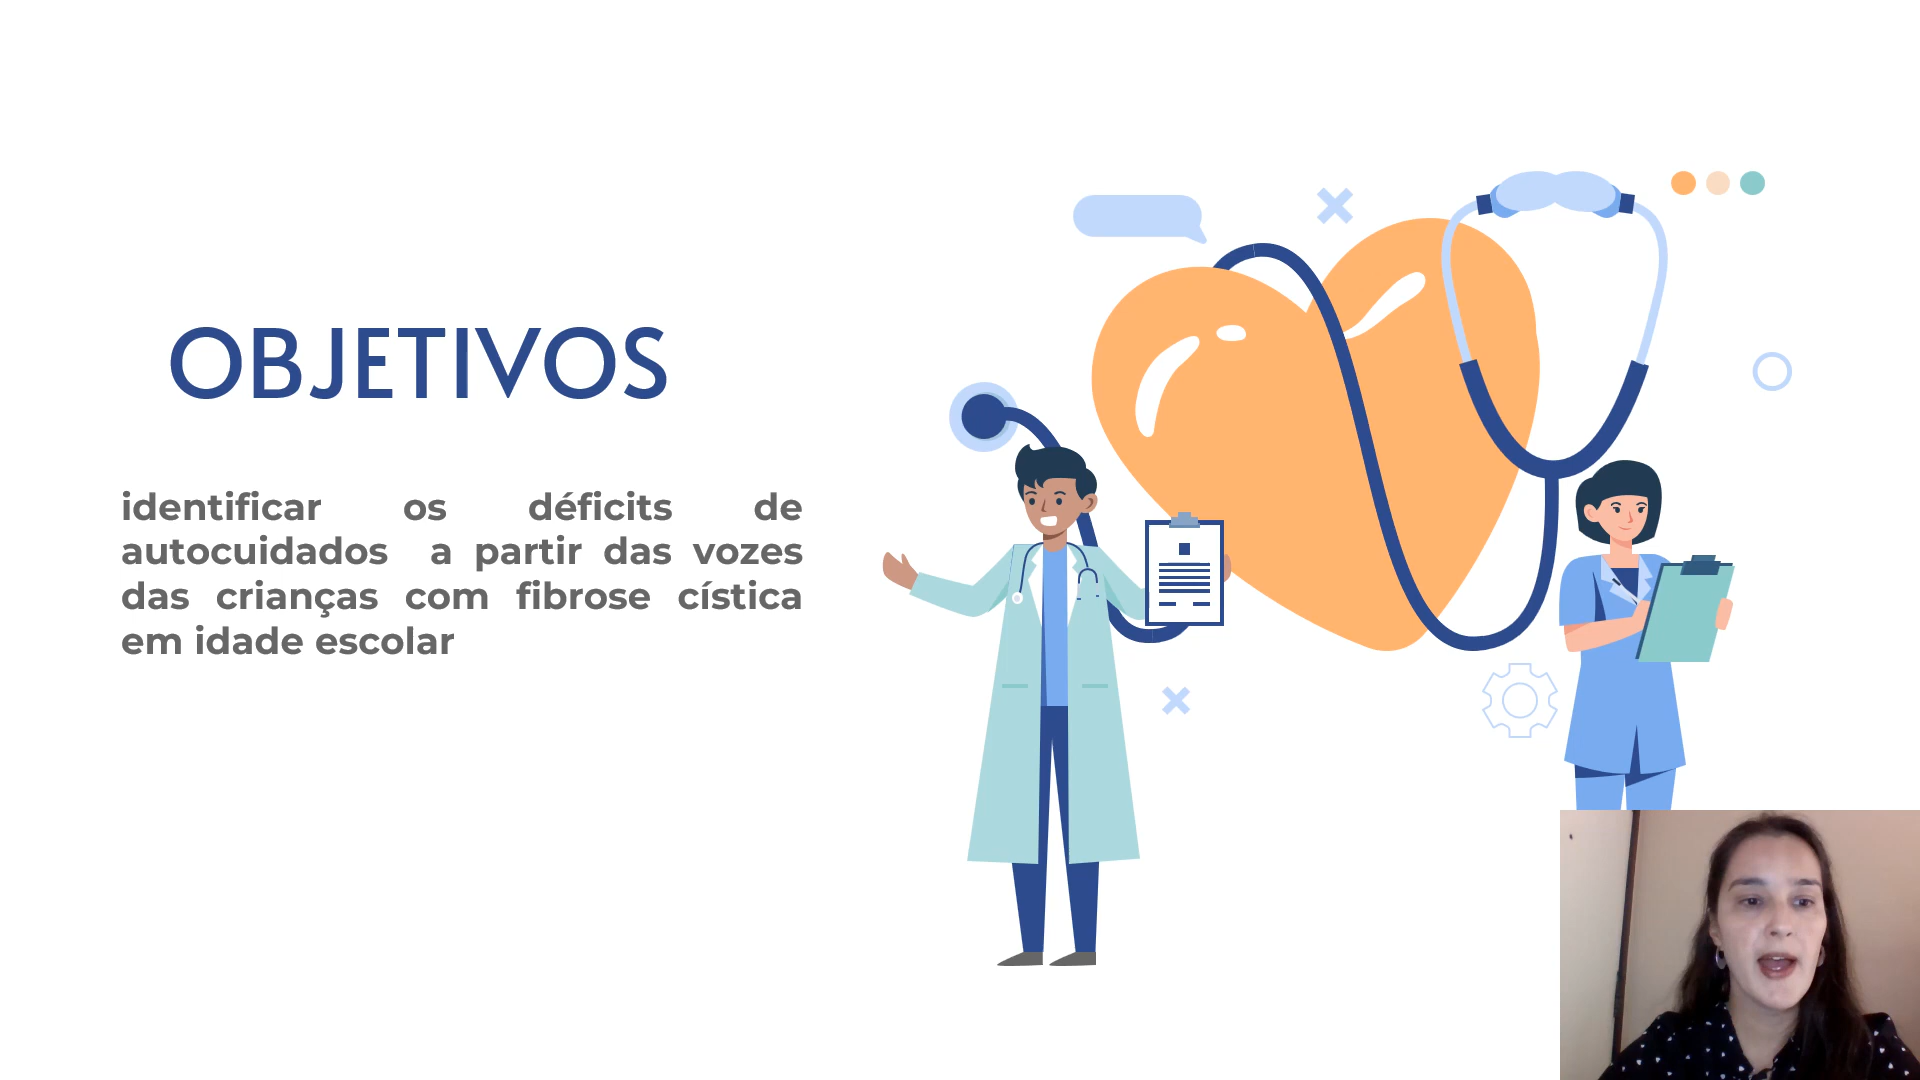 OBJETIVOS
identificar os déficits de
autocuidados a partir das vozes
das crianças com fibrose cística
em idade escolar